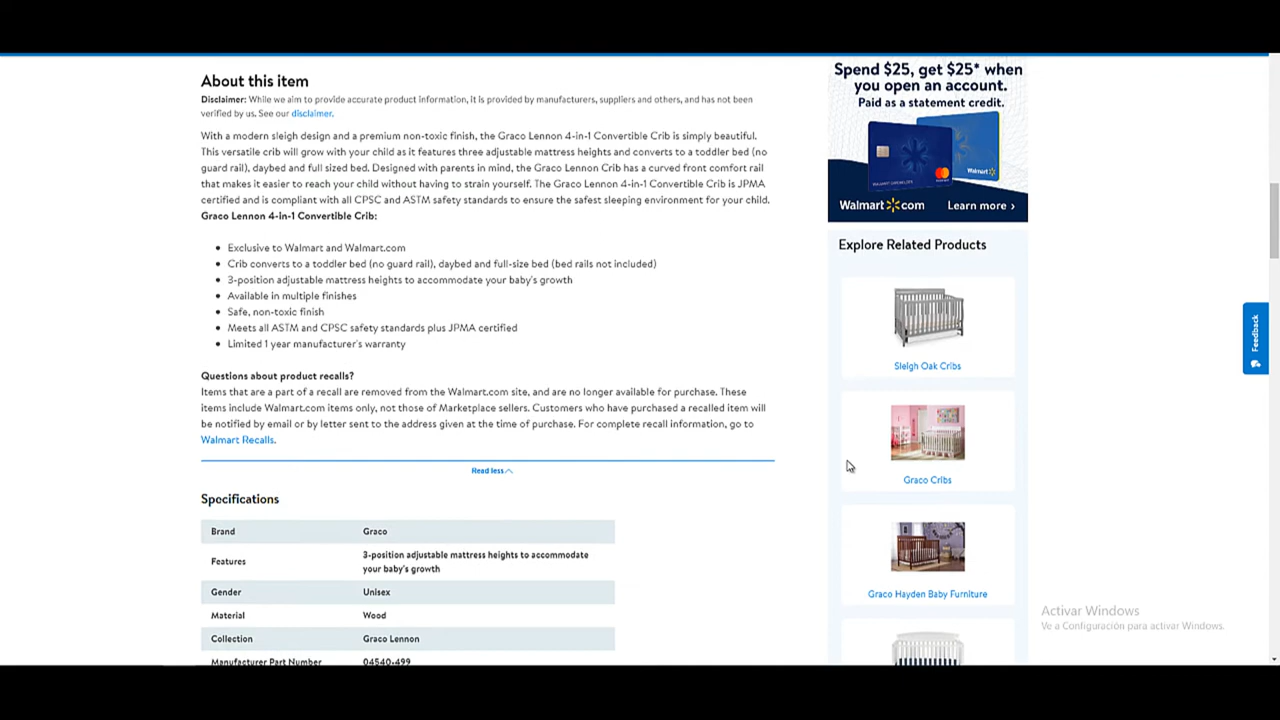 About this item
Disclaimer: While we aim to provide accurate product information, it is provided by manufacturers, suppliers and others, and has not been
verified by us. See our disclaimer.
With a modern sleigh design and a premium non-toxic finish, the Graco Lennon 4-in-1 Convertible Crib is simply beautiful.
This versatile crib will grow with your child as it features three adjustable mattress heights and converts to a toddler bed (no
guard rail), daybed and full sized bed. Designed with parents in mind, the Graco Lennon Crib has a curved front comfort rail
that makes it easier to reach your child without having to strain yourself. The Graco Lennon 4-in-1 Convertible Crib is JPMA
certified and is compliant with all CPSC and ASTM safety standards to ensure the safest sleeping environment for your child.
Graco Lennon 4-in-1 Convertible Crib:
Exclusive to Walmart and Walmart.com
Crib converts to a toddler bed (no guard rail), daybed and full-size bed (bed rails not included)
3-position adjustable mattress heights to accommodate your baby's growth
Available in multiple finishes
Safe, non-toxic finish
Meets all ASTM and CPSC safety standards plus JPMA certified
Limited 1 year manufacturer's warranty
Questions about product recalls?
Items that are a part of a recall are removed from the Walmart.com site, and are no longer available for purchase. These
items include Walmart.com items only, not those of Marketplace sellers. Customers who have purchased a recalled item will
be notified by email or by letter sent to the address given at the time of purchase. For complete recall information, go to
Walmart Recalls.
Read less
Specifications
Brand Graco
Features 3-position adjustable mattress heights to accommodate
your baby's growth
Gender Unisex
Material Wood
Collection Graco Lennon
Manufacturer Part Number 04540-499
Spend $25, get $25* when
you open an account.
Paid as a statement credit.
Walmart
Walmart com Learn more >
Explore Related Products
Sleigh Oak Cribs
Graco Cribs
Graco Hayden Baby Furniture
Feedback
Activar Windows
Ve a Configuración para activar Windows.